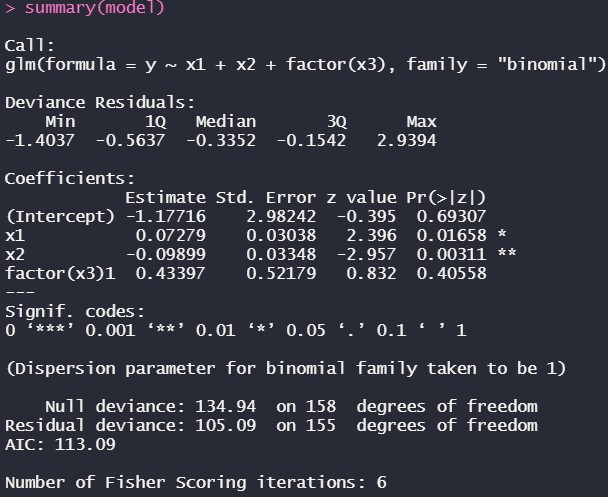 > summary(model)
Call:
glm(formula = y ~ x1 + x2 + factor(x3), family = "binomial")
Deviance Residuals:
    Min      1Q  Median      3Q     Max
-1.4037 -0.5637 -0.3352 -0.1542  2.9394
Coefficients:
            Estimate Std. Error z value Pr(>|z|)
(Intercept) -1.17716    2.98242  -0.395  0.69307
x1           0.07279    0.03038   2.396  0.01658 *
x2          -0.09899    0.03348  -2.957  0.00311 **
factor(x3)1  0.43397    0.52179   0.832  0.40558
---
Signif. codes:
0 ‘***’ 0.001 ‘**’ 0.01 ‘*’ 0.05 ‘.’ 0.1 ‘ ’ 1
(Dispersion parameter for binomial family taken to be 1)
    Null deviance: 134.94  on 158  degrees of freedom
Residual deviance: 105.09  on 155  degrees of freedom
AIC: 113.09
Number of Fisher Scoring iterations: 6